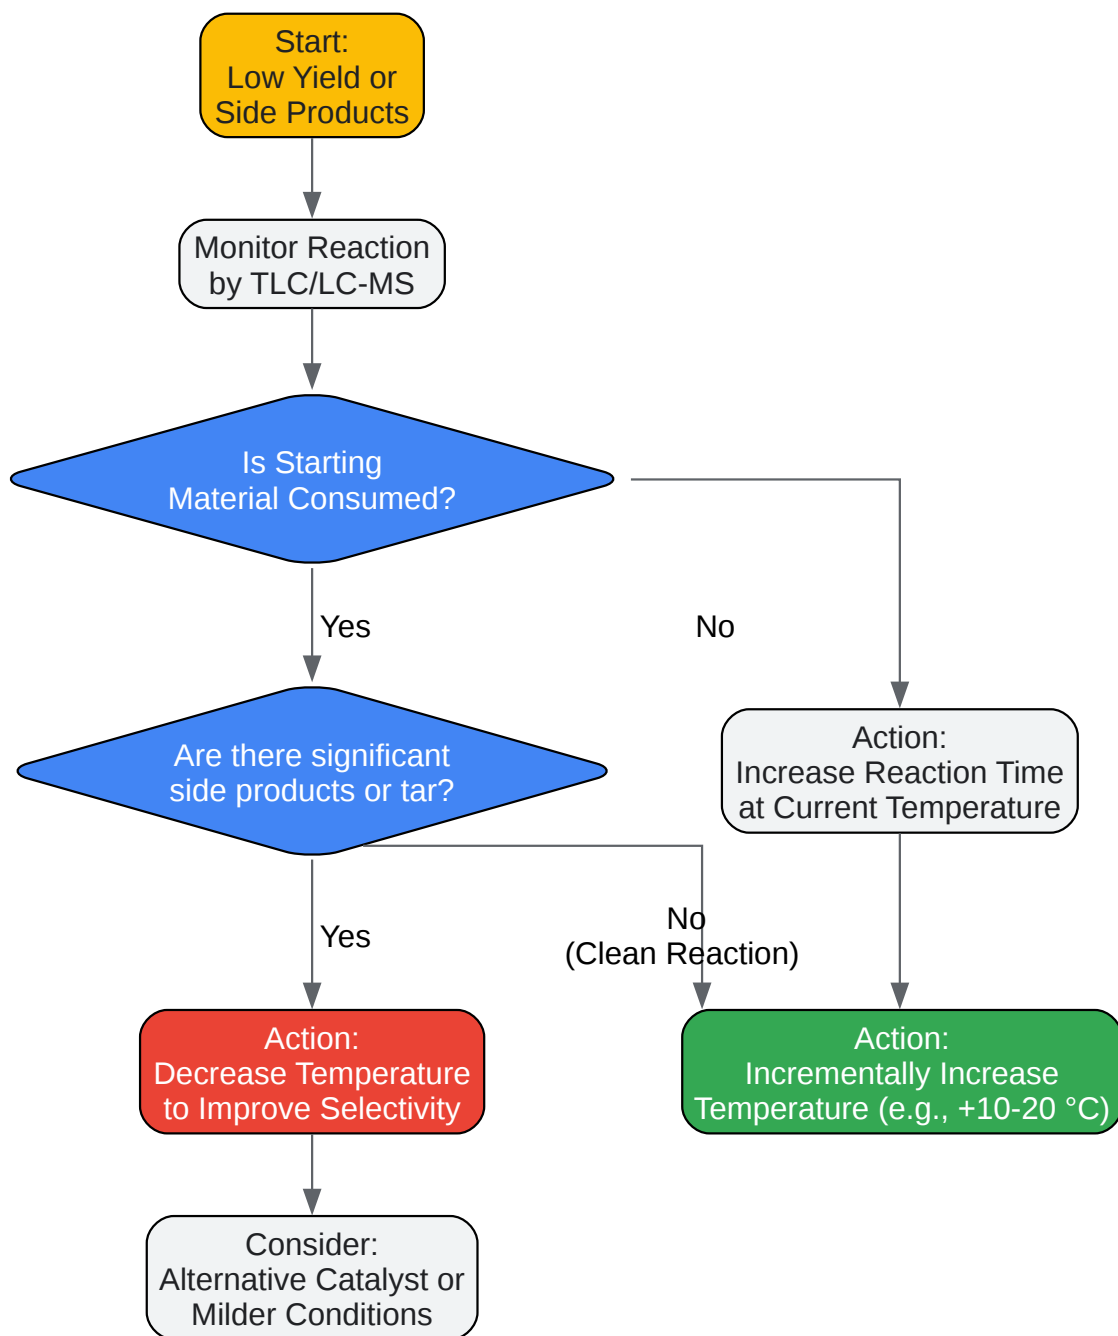 Start:
Low Yield or
Side Products
Monitor Reaction
by TLC/LC-MS
Is Starting
Material Consumed?
Yes
No
Are there significant
side products or tar?
Action:
Increase Reaction Time
at Current Temperature
Yes
No
(Clean Reaction)
Action:
Decrease Temperature
to Improve Selectivity
Action:
Incrementally Increase
Temperature (e.g., +10-20 °C)
Consider:
Alternative Catalyst or
Milder Conditions